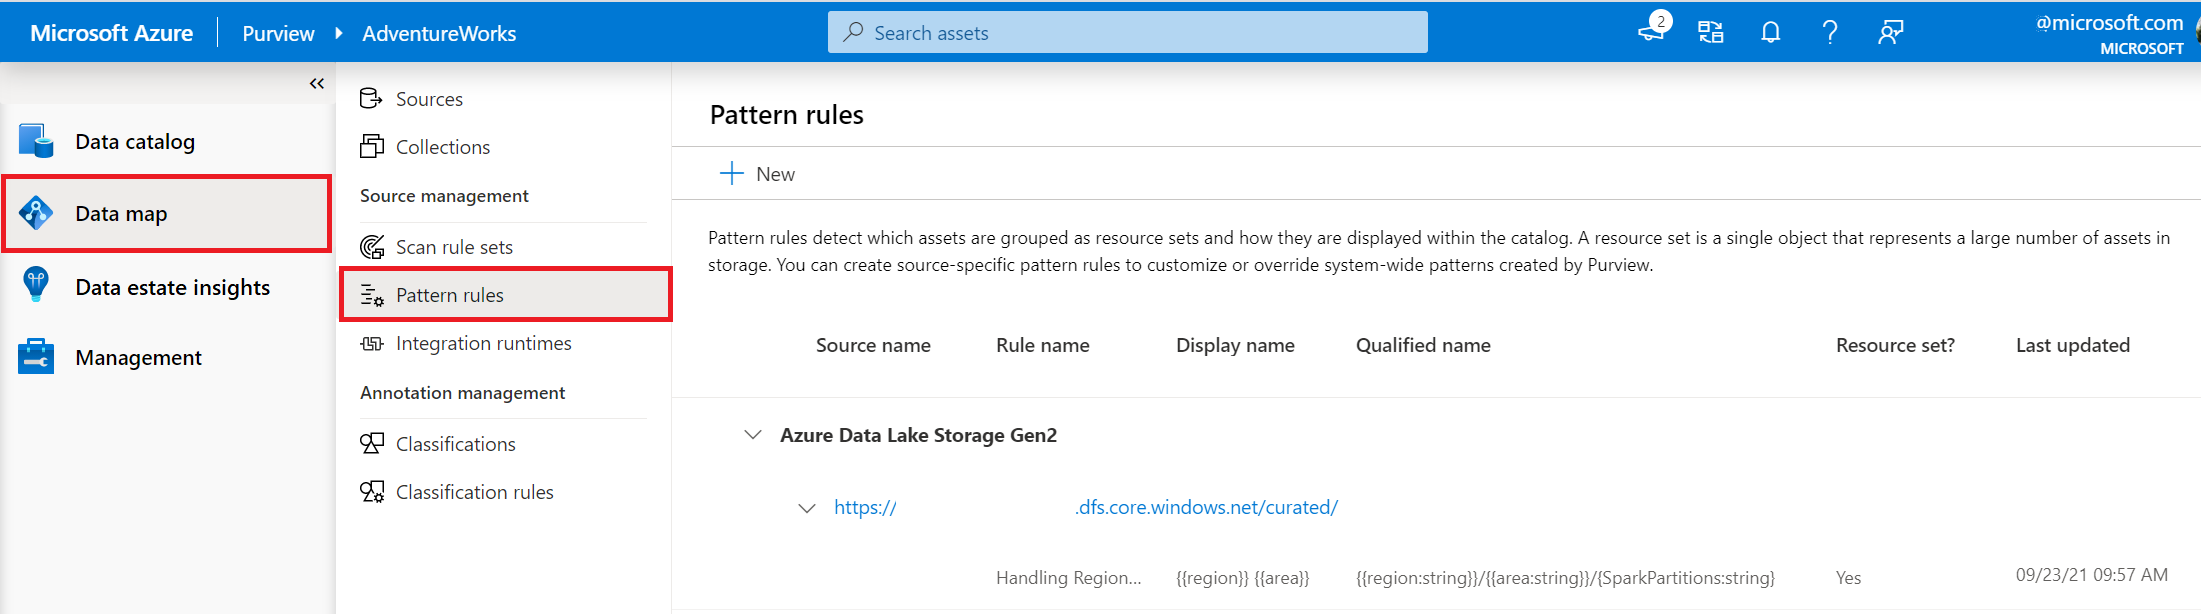 Microsoft Azure Purview AdventureWorks Search assets 2 @microsoft.com
MICROSOFT
Data catalog
Data map
Data estate insights
Management
Sources
Collections
Source management
Scan rule sets
Pattern rules
Integration runtimes
Annotation management
Classifications
Classification rules
Pattern rules
New
Pattern rules detect which assets are grouped as resource sets and how they are displayed within the catalog. A resource set is a single object that represents a large number of assets in
storage. You can create source-specific pattern rules to customize or override system-wide patterns created by Purview.
Source name Rule name Display name Qualified name Resource set? Last updated
Azure Data Lake Storage Gen2
https:// .dfs.core.windows.net/curated/
Handling Region... {{region}} {{area}} {{region:string}}/{{area:string}}/{SparkPartitions:string} Yes 09/23/21 09:57 AM